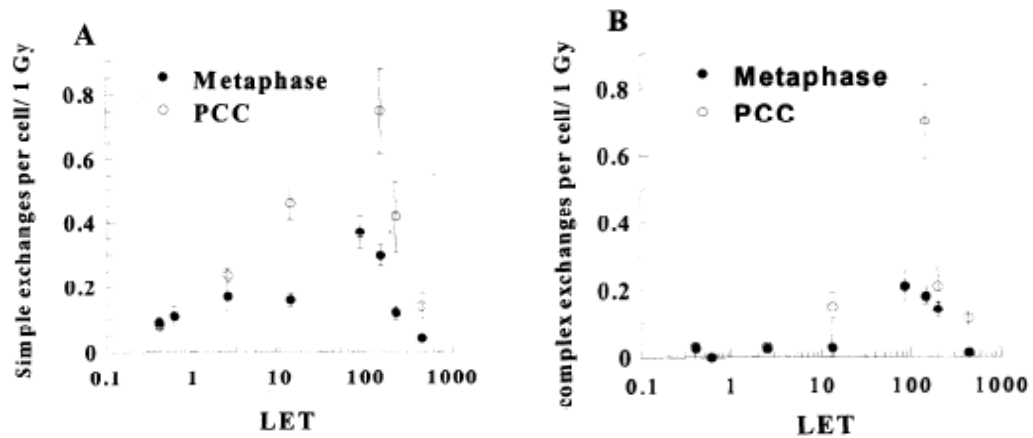 A
Simple exchanges per cell/ 1 Gy
Metaphase
PCC
0.8
0.6
0.4
0.2
0
0.1
1
10
100
1000
LET
B
complex exchanges per cell/ 1 Gy
Metaphase
PCC
0.8
0.6
0.4
0.2
0
0.1
1
10
100
1000
LET